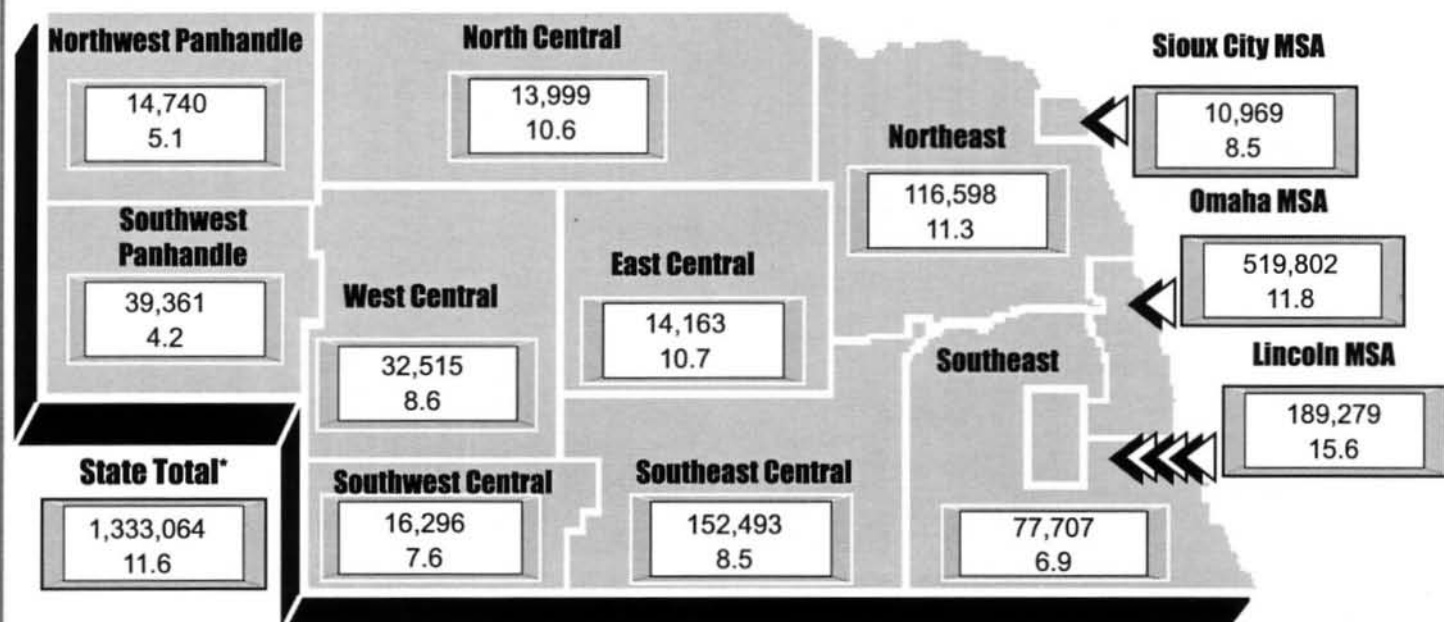 Northwest Panhandle
14,740
5.1
North Central
13,999
10.6
Sioux City MSA
10,969
8.5
Northeast
116,598
11.3
Omaha MSA
519,802
11.8
Southwest
Panhandle
39,361
4.2
West Central
32,515
8.6
East Central
14,163
10.7
Southeast
77,707
6.9
Lincoln MSA
189,279
15.6
State Total*
1,333,064
11.6
Southwest Central
16,296
7.6
Southeast Central
152,493
8.5